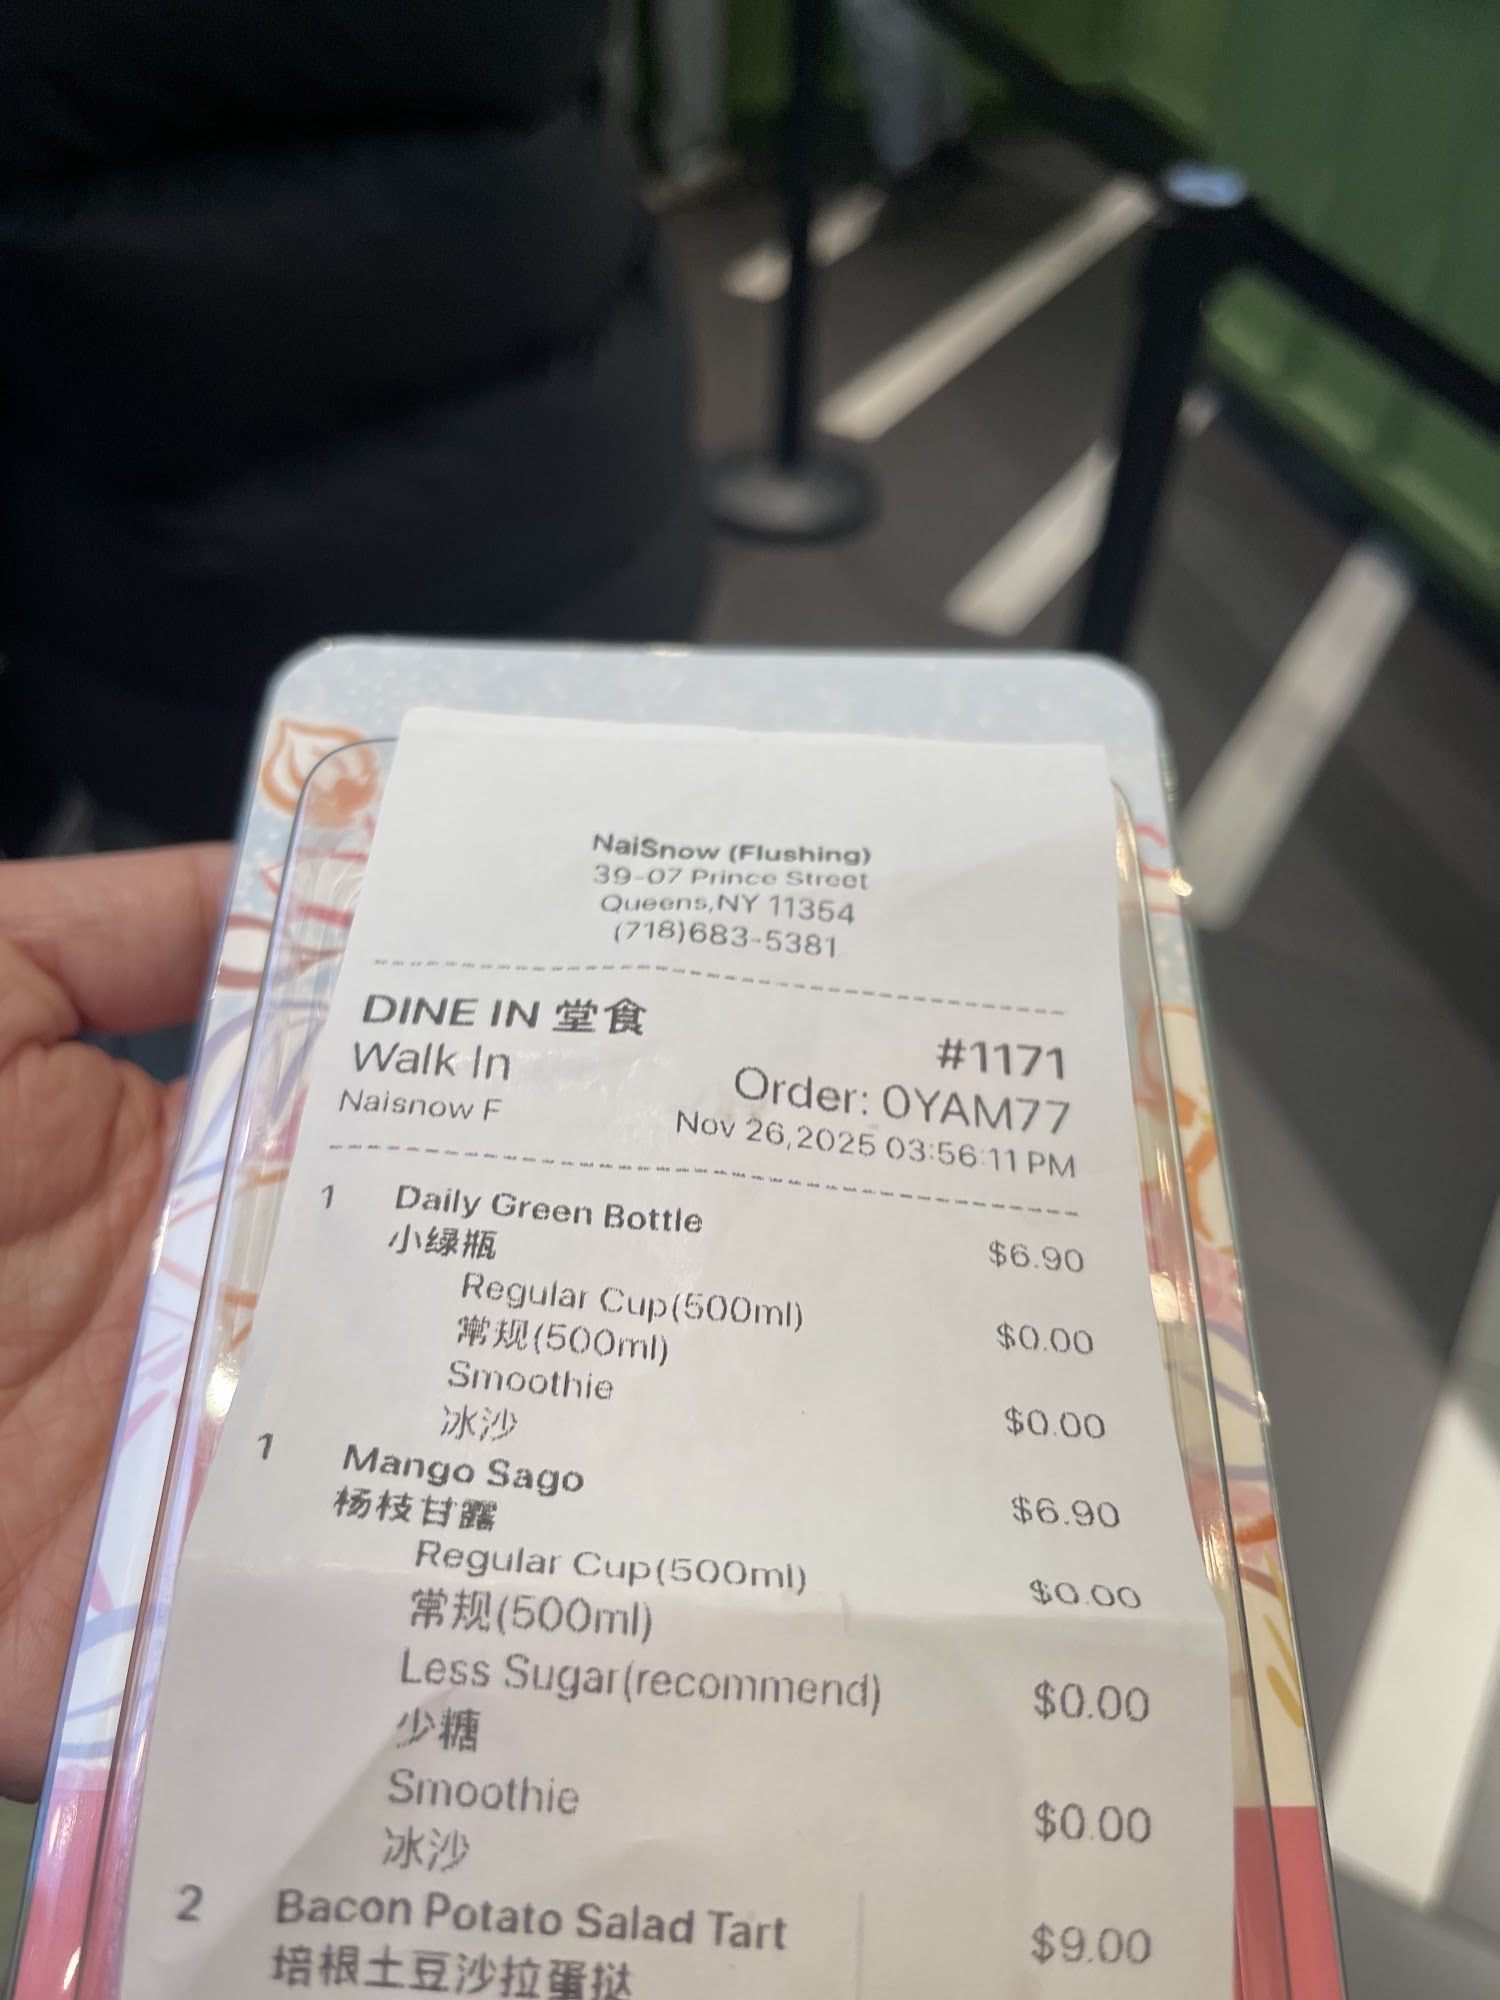 NaiSnow (Flushing)
39-07 Prince Street
Queens,NY 11354
(718)683-5381
DINE IN 堂食
#1171
Walk In
Order: 0YAM77
Naisnow F
Nov 26,2025 03:56:11 PM
1 Daily Green Bottle
小绿瓶 $6.90
Regular Cup(500ml)
常规(500ml) $0.00
Smoothie
冰沙 $0.00
1 Mango Sago
杨枝甘露 $6.90
Regular Cup(500ml)
常规(500ml) $0.00
Less Sugar(recommend)
少糖 $0.00
Smoothie
冰沙 $0.00
2 Bacon Potato Salad Tart $9.00
培根土豆沙拉蛋挞